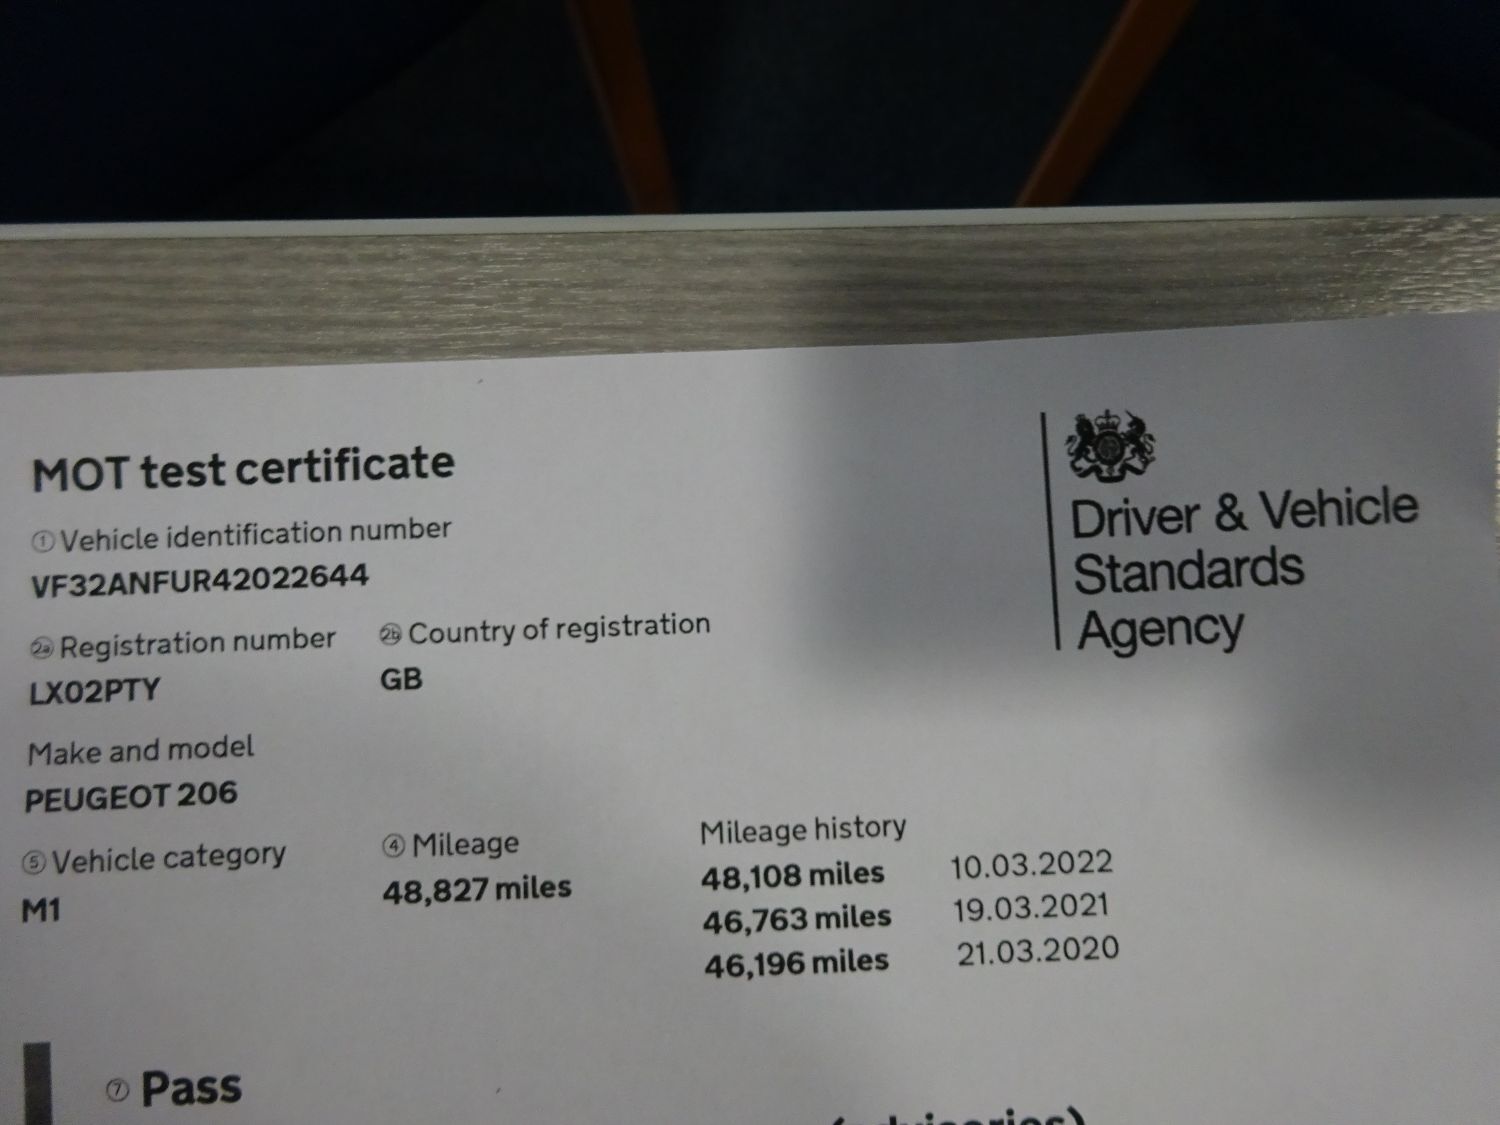 MOT test certificate
Driver & Vehicle
Standards
Agency
① Vehicle identification number
VF32ANFUR42022644
2a Registration number
2b Country of registration
LX02PTY
GB
Make and model
PEUGEOT 206
⑤ Vehicle category
M1
④ Mileage
48,827 miles
Mileage history
48,108 miles 10.03.2022
46,763 miles 19.03.2021
46,196 miles 21.03.2020
⑦ Pass
(advisories)